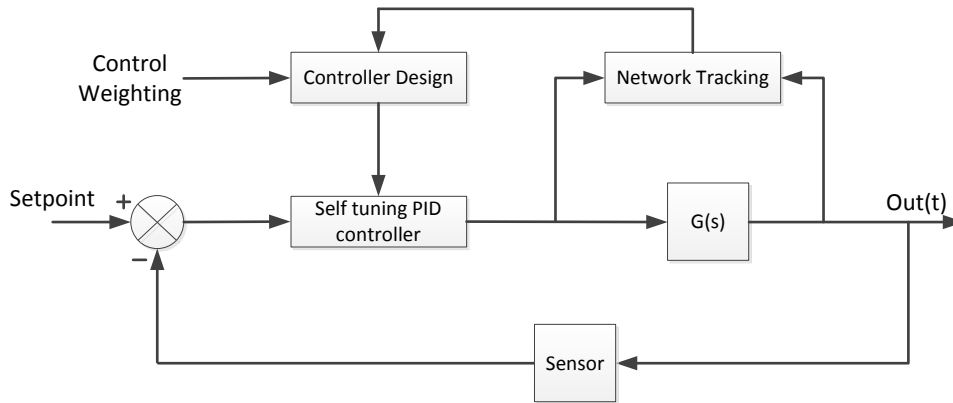 Control
Weighting
Controller Design
Network Tracking
Setpoint
+
−
Self tuning PID
controller
G(s)
Out(t)
Sensor